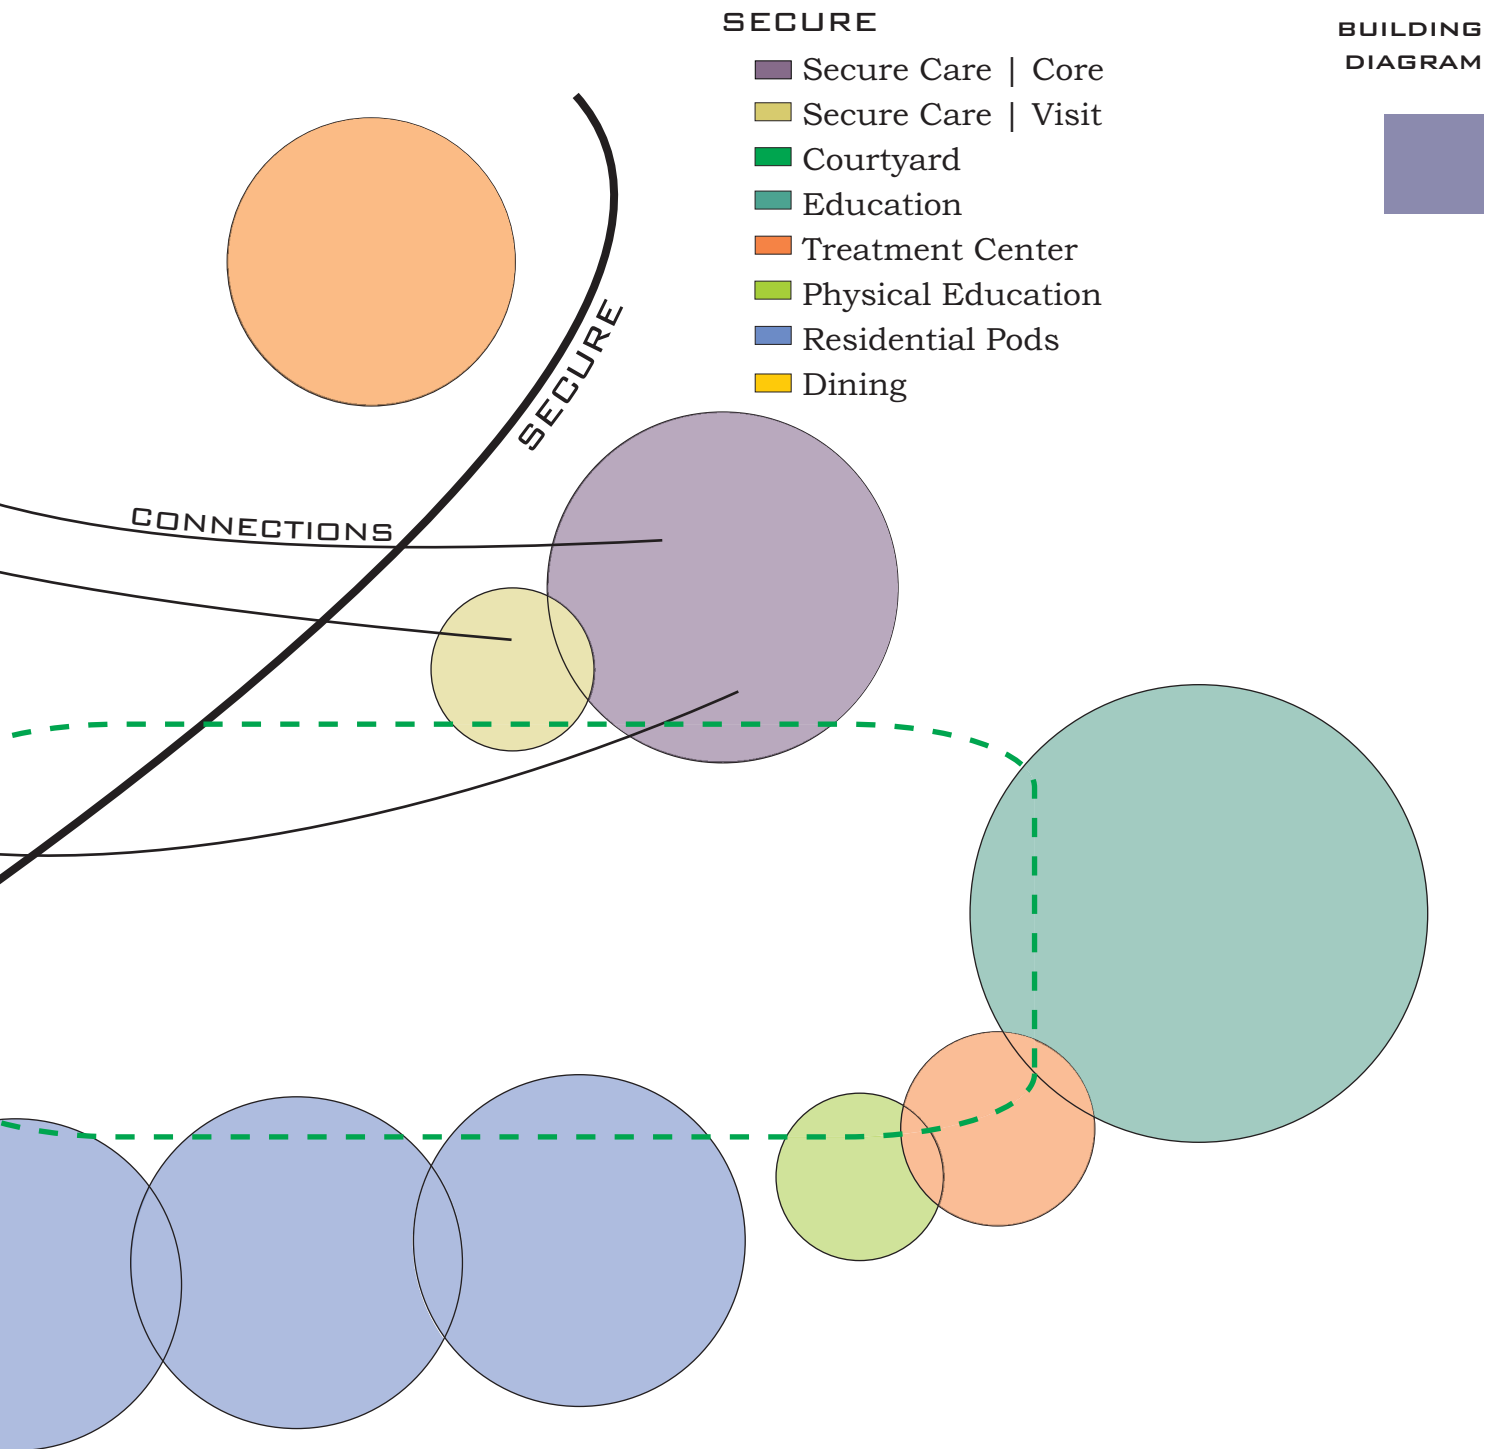 SECURE
Secure Care | Core
Secure Care | Visit
Courtyard
Education
Treatment Center
Physical Education
Residential Pods
Dining
BUILDING
DIAGRAM
SECURE
CONNECTIONS